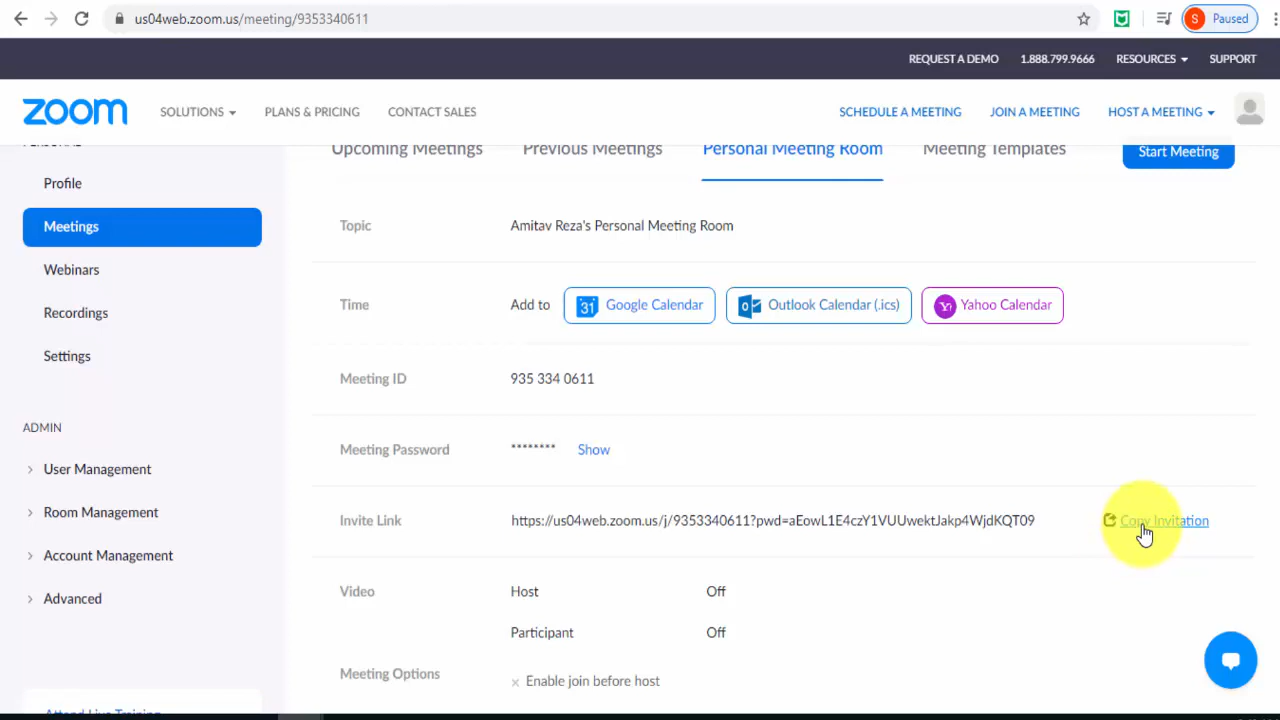 us04web.zoom.us/meeting/9353340611
S Paused
REQUEST A DEMO 1.888.799.9666 RESOURCES SUPPORT
zoom SOLUTIONS PLANS & PRICING CONTACT SALES SCHEDULE A MEETING JOIN A MEETING HOST A MEETING
PERSONAL
Upcoming Meetings Previous Meetings Personal Meeting Room Meeting Templates Start Meeting
Profile
Meetings
Webinars
Recordings
Settings
ADMIN
User Management
Room Management
Account Management
Advanced
Attend Live Training
Topic Amitav Reza's Personal Meeting Room
Time Add to 31 Google Calendar Outlook Calendar (.ics) Yahoo Calendar
Meeting ID 935 334 0611
Meeting Password ******** Show
Invite Link https://us04web.zoom.us/j/9353340611?pwd=aEowL1E4czY1VUUwektJakp4WjdKQT09 Copy Invitation
Video Host Off
Participant Off
Meeting Options × Enable join before host